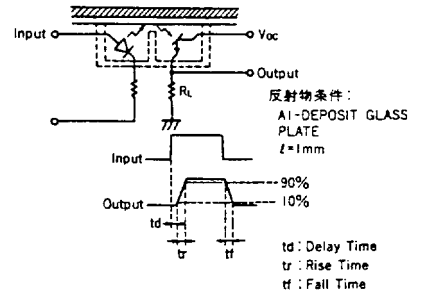 Input
Vcc
Output
RL
反射物条件：
Al-DEPOSIT GLASS
PLATE
ℓ=1mm
Input
90%
Output
10%
td
tr
tf
td : Delay Time
tr : Rise Time
tf : Fall Time